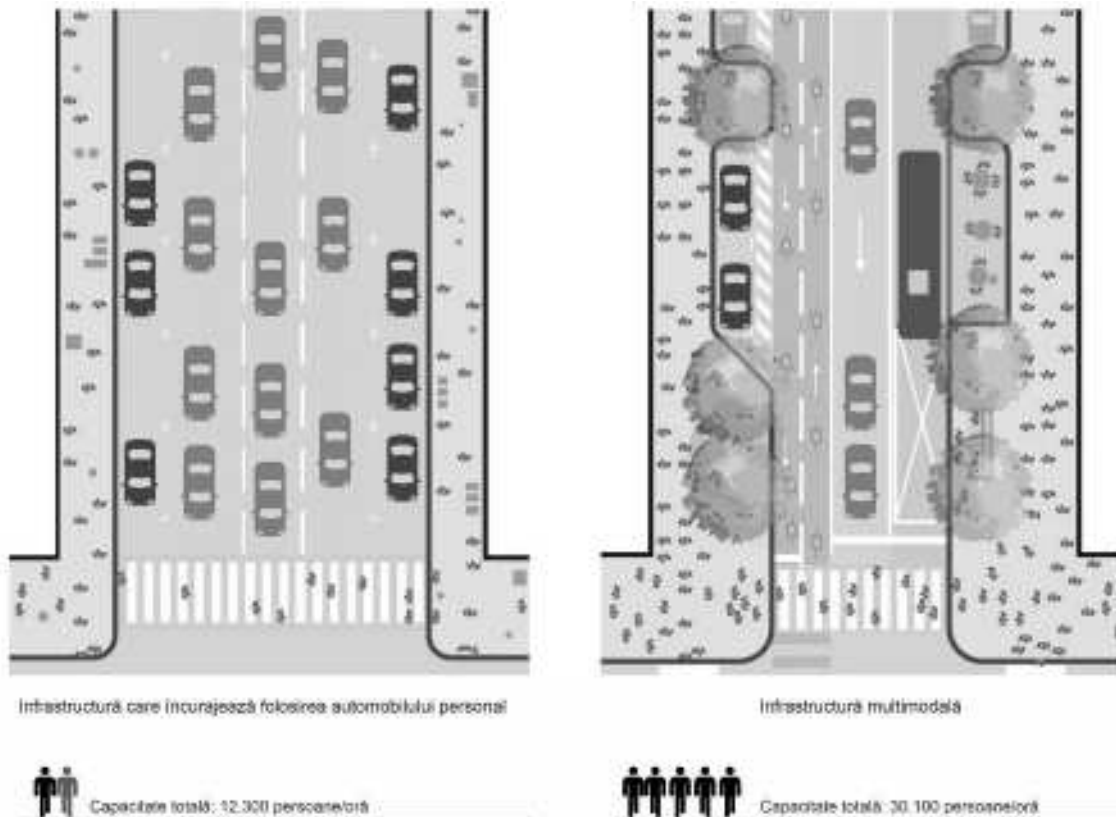 Infrastructură care încurajează folosirea automobilului personal
Infrastructură multimodală
Capacitate totală: 12.300 persoane/oră
Capacitate totală: 30.100 persoane/oră